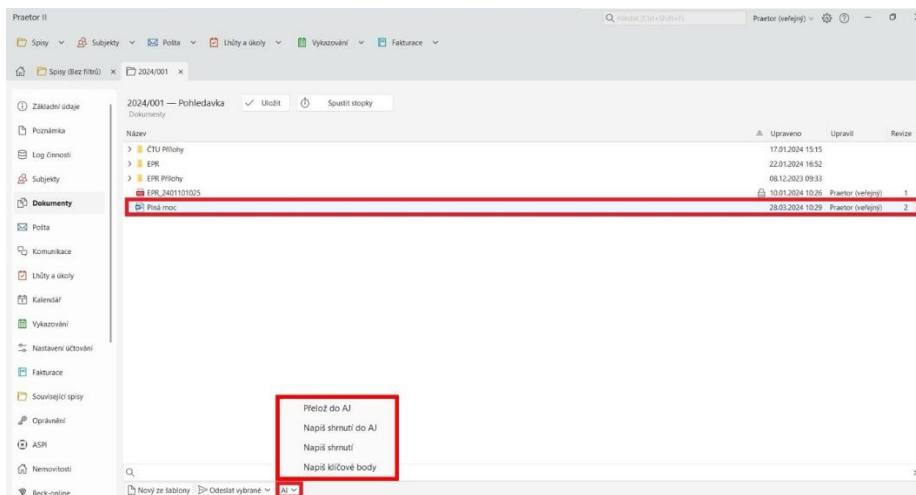 Praetor II
Hledat (Ctrl+Shift+F)
Praetor (veřejný)
Spisy
Subjekty
Pošta
Lhůty a úkoly
Vykazování
Fakturace
Spisy (Bez filtrů)
2024/001
Základní údaje
Poznámka
Log činnosti
Subjekty
Dokumenty
Pošta
Komunikace
Lhůty a úkoly
Kalendář
Vykazování
Nastavení účtování
Fakturace
Související spisy
Oprávnění
ASPI
Nemovitosti
Beck-online
2024/001 — Pohledavka
Uložit
Spustit stopky
Dokumenty
Název Upraveno Upravil Revize
ČTU Přílohy 17.01.2024 15:15
EPR 22.01.2024 16:52
EPR Přílohy 08.12.2023 09:33
EPR_2401101025 10.01.2024 10:26 Praetor (veřejný) 1
Plná moc 28.03.2024 10:29 Praetor (veřejný) 2
Přelož do AJ
Napiš shrnutí do AJ
Napiš shrnutí
Napiš klíčové body
Nový ze šablony
Odeslat vybrané
AI